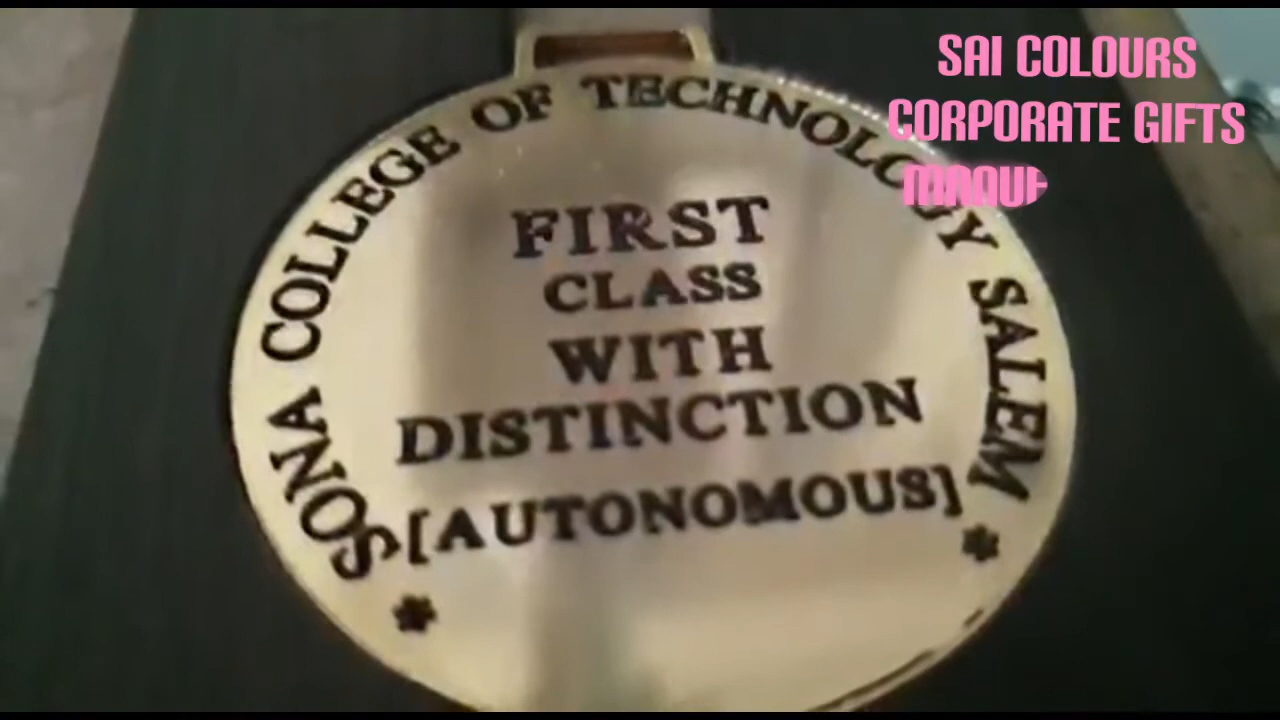 SONA COLLEGE OF TECHNOLOGY SALEM
FIRST
CLASS
WITH
DISTINCTION
[AUTONOMOUS]
SAI COLOURS
CORPORATE GIFTS